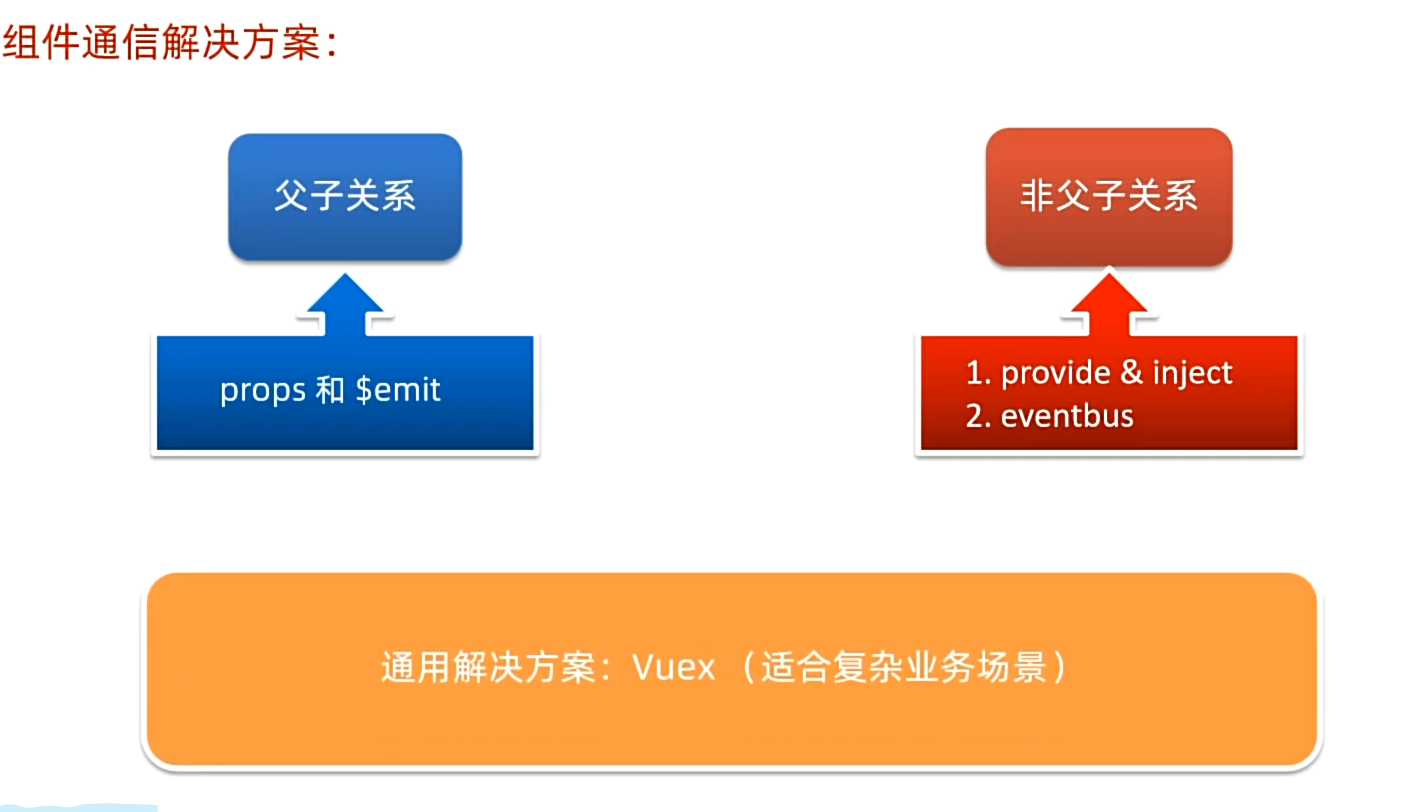 组件通信解决方案：
父子关系
非父子关系
props 和 $emit
1. provide & inject
2. eventbus
通用解决方案：Vuex （适合复杂业务场景）